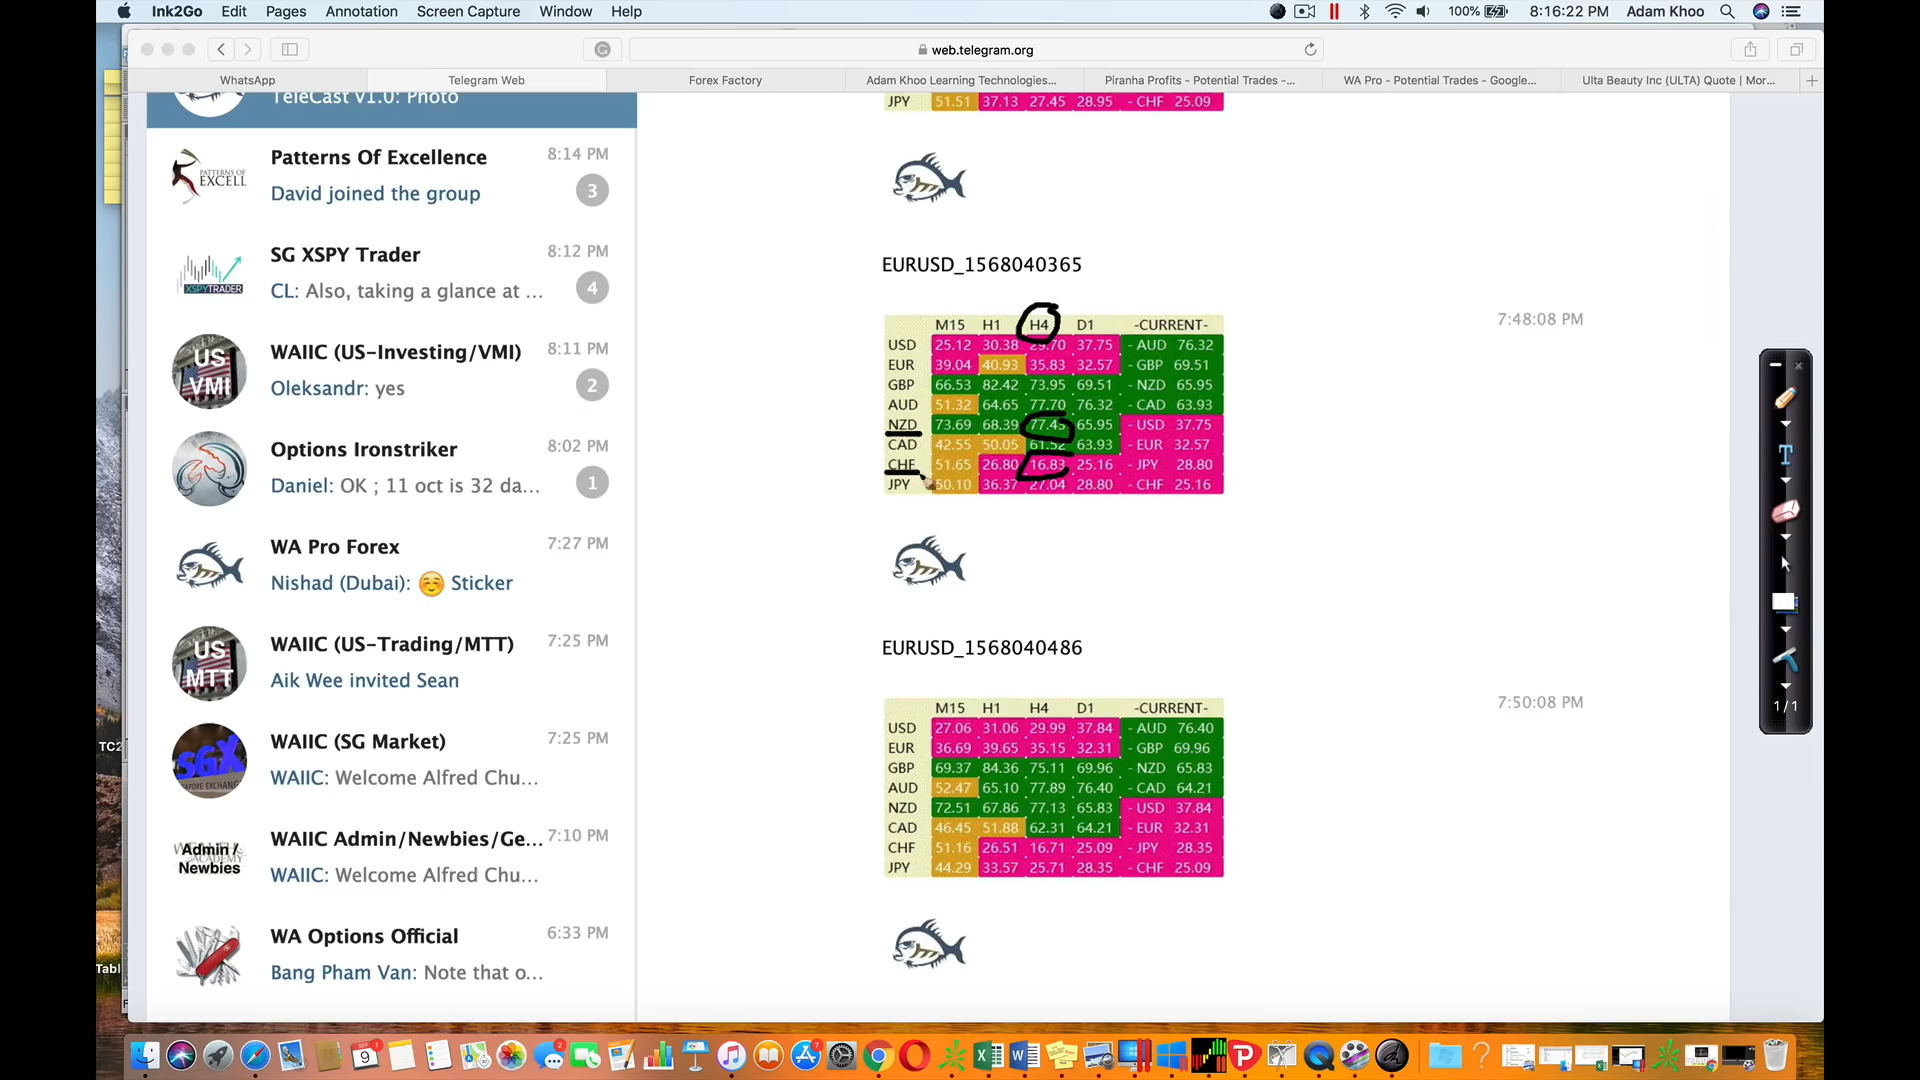 Ink2Go Edit Pages Annotation Screen Capture Window Help 100% 8:16:22 PM Adam Khoo
web.telegram.org
WhatsApp Telegram Web Forex Factory Adam Khoo Learning Technologies... Piranha Profits - Potential Trades -... WA Pro - Potential Trades - Google... Ulta Beauty Inc (ULTA) Quote | Mor...
TeleCast v1.0: Photo
Patterns Of Excellence 8:14 PM
David joined the group 3
PATTERNS OF
EXCELL
SG XSPY Trader 8:12 PM
CL: Also, taking a glance at ... 4
XSPYTRADER
WAIIC (US-Investing/VMI) 8:11 PM
Oleksandr: yes 2
US
VMI
Options Ironstriker 8:02 PM
Daniel: OK ; 11 oct is 32 da... 1
WA Pro Forex 7:27 PM
Nishad (Dubai): Sticker
WAIIC (US-Trading/MTT) 7:25 PM
Aik Wee invited Sean
US
MTT
WAIIC (SG Market) 7:25 PM
WAIIC: Welcome Alfred Chu...
SGX
WAIIC Admin/Newbies/Ge... 7:10 PM
WAIIC: Welcome Alfred Chu...
Admin /
Newbies
WA Options Official 6:33 PM
Bang Pham Van: Note that o...
JPY 51.51 37.13 27.45 28.95 - CHF 25.09
EURUSD_1568040365
7:48:08 PM
M15 H1 H4 D1 -CURRENT-
USD 25.12 30.38 29.70 37.75 - AUD 76.32
EUR 39.04 40.93 35.83 32.57 - GBP 69.51
GBP 66.53 82.42 73.95 69.51 - NZD 65.95
AUD 51.32 64.65 77.70 76.32 - CAD 63.93
NZD 73.69 68.39 77.45 65.95 - USD 37.75
CAD 42.55 50.05 61.52 63.93 - EUR 32.57
CHF 51.65 26.80 16.83 25.16 - JPY 28.80
JPY 50.10 36.37 27.04 28.80 - CHF 25.16
EURUSD_1568040486
7:50:08 PM
M15 H1 H4 D1 -CURRENT-
USD 27.06 31.06 29.99 37.84 - AUD 76.40
EUR 36.69 39.65 35.15 32.31 - GBP 69.96
GBP 69.37 84.36 75.11 69.96 - NZD 65.83
AUD 52.47 65.10 77.89 76.40 - CAD 64.21
NZD 72.51 67.86 77.13 65.83 - USD 37.84
CAD 46.45 51.88 62.31 64.21 - EUR 32.31
CHF 51.16 26.51 16.71 25.09 - JPY 28.35
JPY 44.29 33.57 25.71 28.35 - CHF 25.09
1 / 1
TC2
Tabl